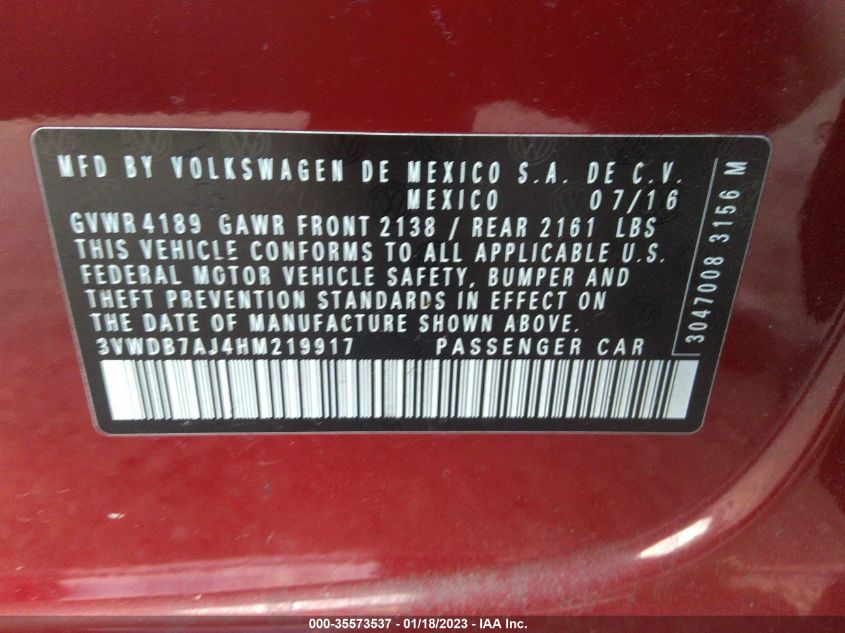 MFD BY VOLKSWAGEN DE MEXICO S.A. DE C.V.
MEXICO 07/16
GVWR 4189 GAWR FRONT 2138 / REAR 2161 LBS
THIS VEHICLE CONFORMS TO ALL APPLICABLE U.S.
FEDERAL MOTOR VEHICLE SAFETY, BUMPER AND
THEFT PREVENTION STANDARDS IN EFFECT ON
THE DATE OF MANUFACTURE SHOWN ABOVE.
3VWDB7AJ4HM219917 PASSENGER CAR
3047008 3156 M
000-35573537 - 01/18/2023 - IAA Inc.